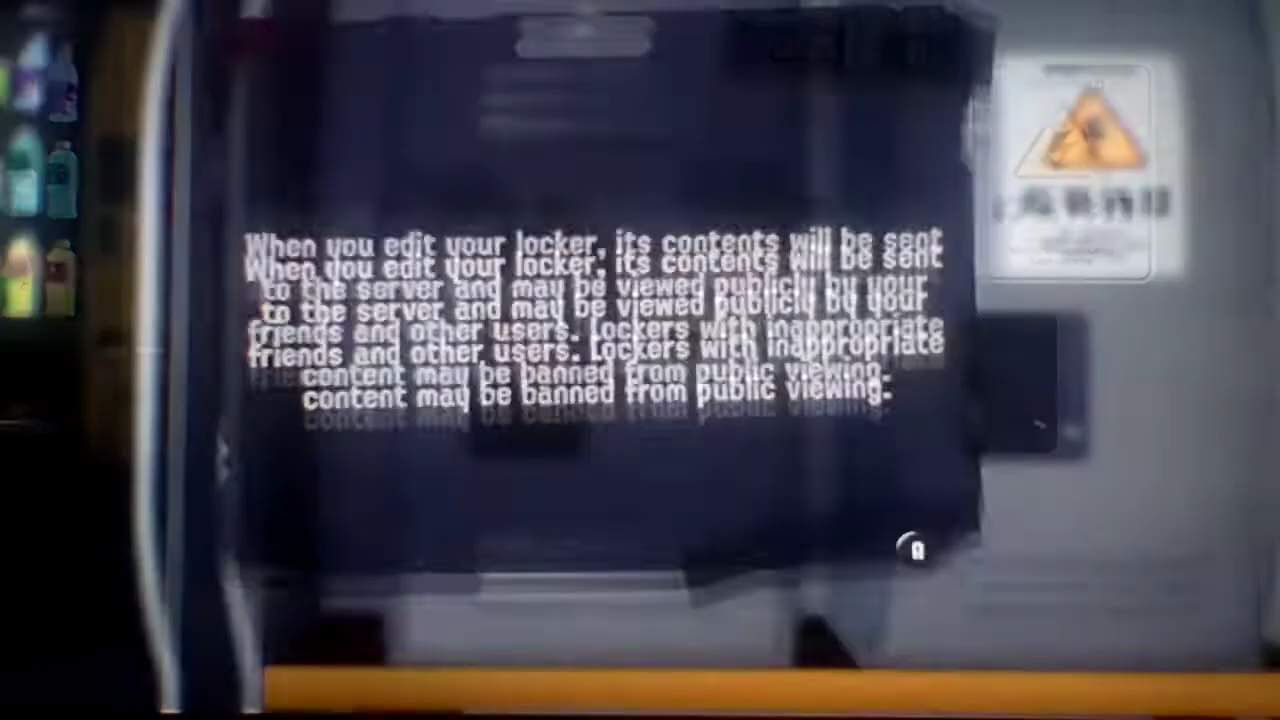 When you edit your locker, its contents will be sent
to the server and may be viewed publicly by your
friends and other users. Lockers with inappropriate
content may be banned from public viewing.